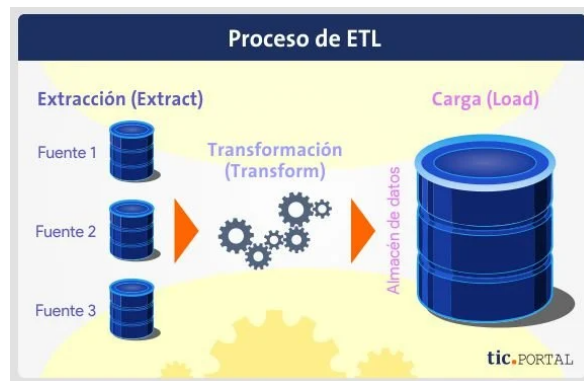 Proceso de ETL
Extracción (Extract)
Fuente 1
Fuente 2
Fuente 3
Transformación
(Transform)
Carga (Load)
Almacén de datos
tic.PORTAL